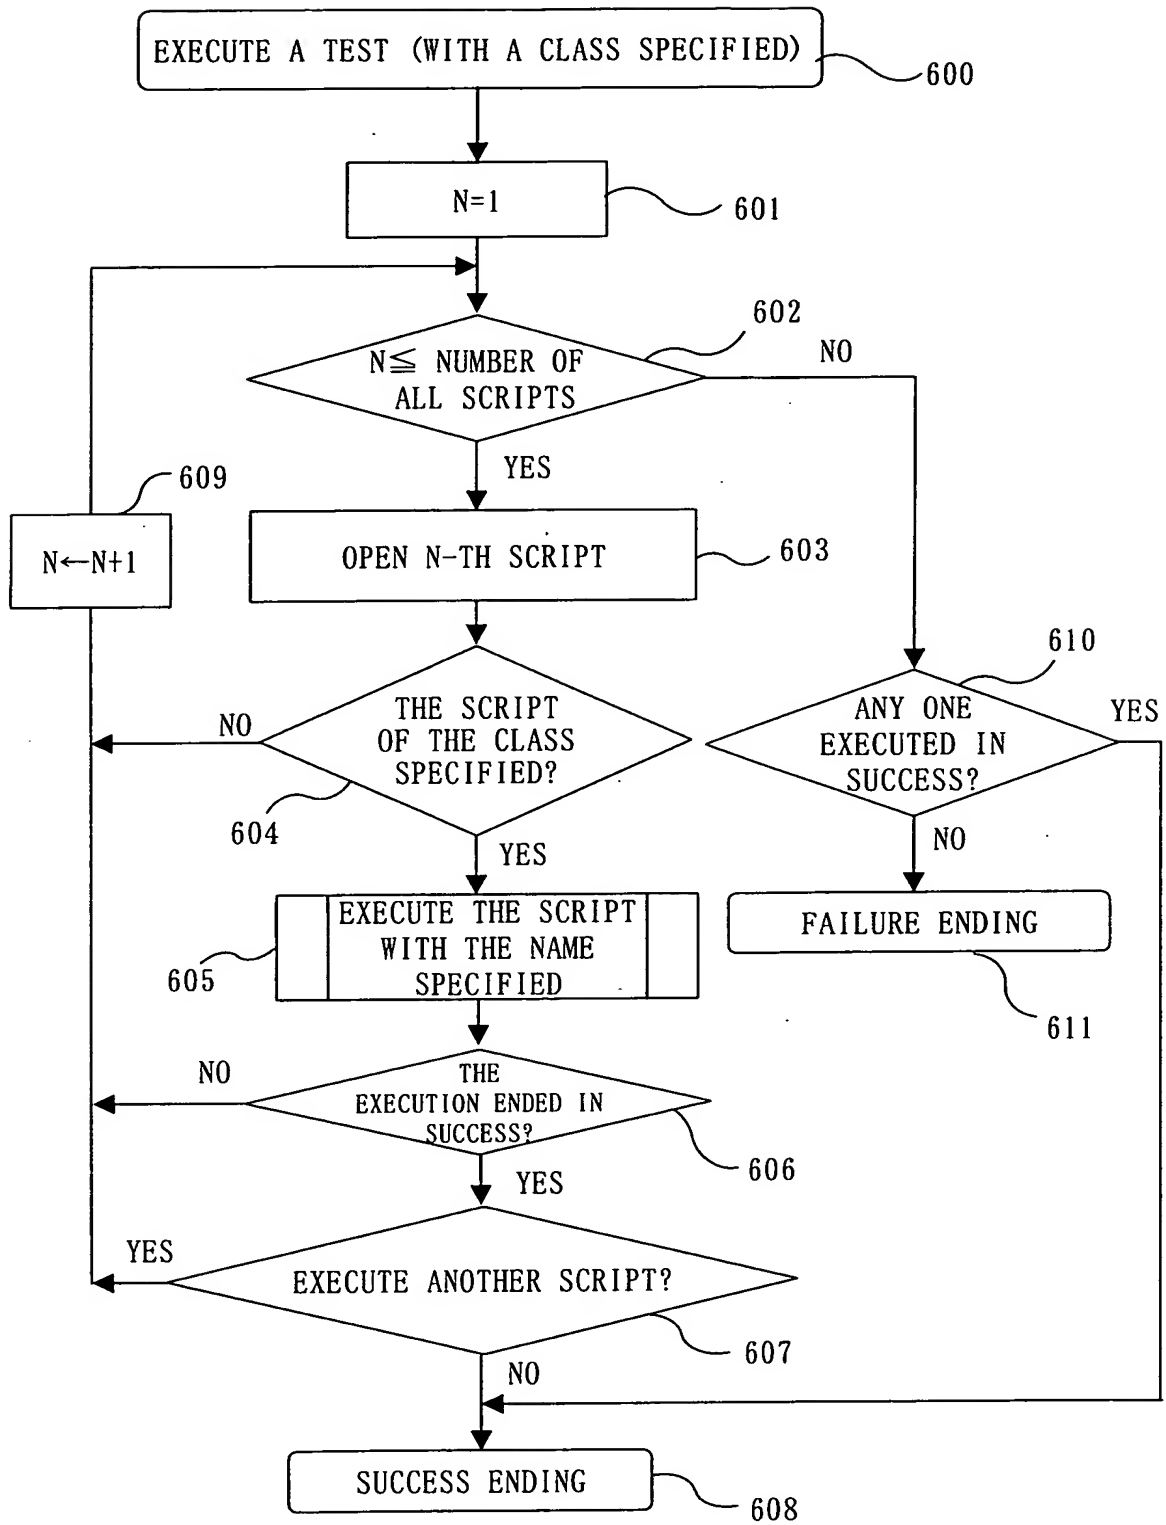 EXECUTE A TEST (WITH A CLASS SPECIFIED)
600
N=1
601
602
N≦ NUMBER OF
ALL SCRIPTS
NO
YES
609
N←N+1
OPEN N-TH SCRIPT
603
610
THE SCRIPT
OF THE CLASS
SPECIFIED?
NO
604
YES
ANY ONE
EXECUTED IN
SUCCESS?
YES
NO
EXECUTE THE SCRIPT
WITH THE NAME
SPECIFIED
605
FAILURE ENDING
611
THE
EXECUTION ENDED IN
SUCCESS?
NO
606
YES
YES
EXECUTE ANOTHER SCRIPT?
607
NO
SUCCESS ENDING
608